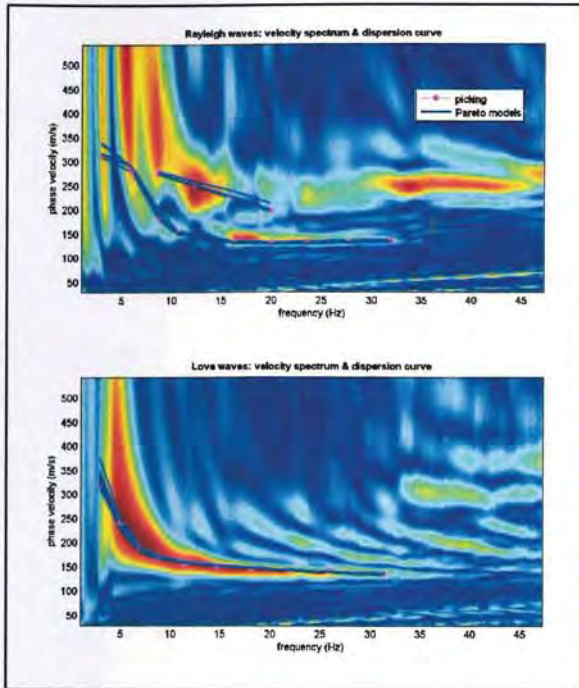 Rayleigh waves: velocity spectrum & dispersion curve
phase velocity (m/s)
500
450
400
350
300
250
200
150
100
50
picking
Pareto models
5 10 15 20 25 30 35 40 45
frequency (Hz)
Love waves: velocity spectrum & dispersion curve
phase velocity (m/s)
500
450
400
350
300
250
200
150
100
50
5 10 15 20 25 30 35 40 45
frequency (Hz)